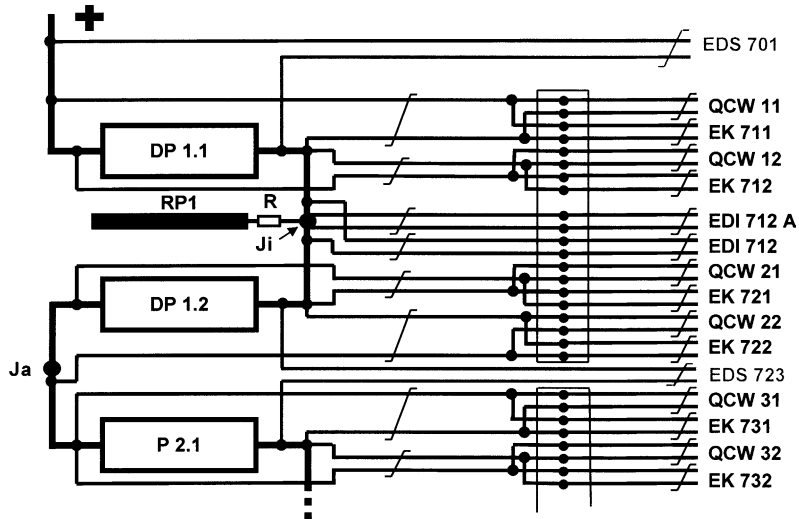 +
EDS 701
QCW 11
EK 711
DP 1.1
QCW 12
EK 712
RP1
R
EDI 712 A
Ji
EDI 712
QCW 21
DP 1.2
EK 721
QCW 22
EK 722
Ja
EDS 723
QCW 31
EK 731
P 2.1
QCW 32
EK 732